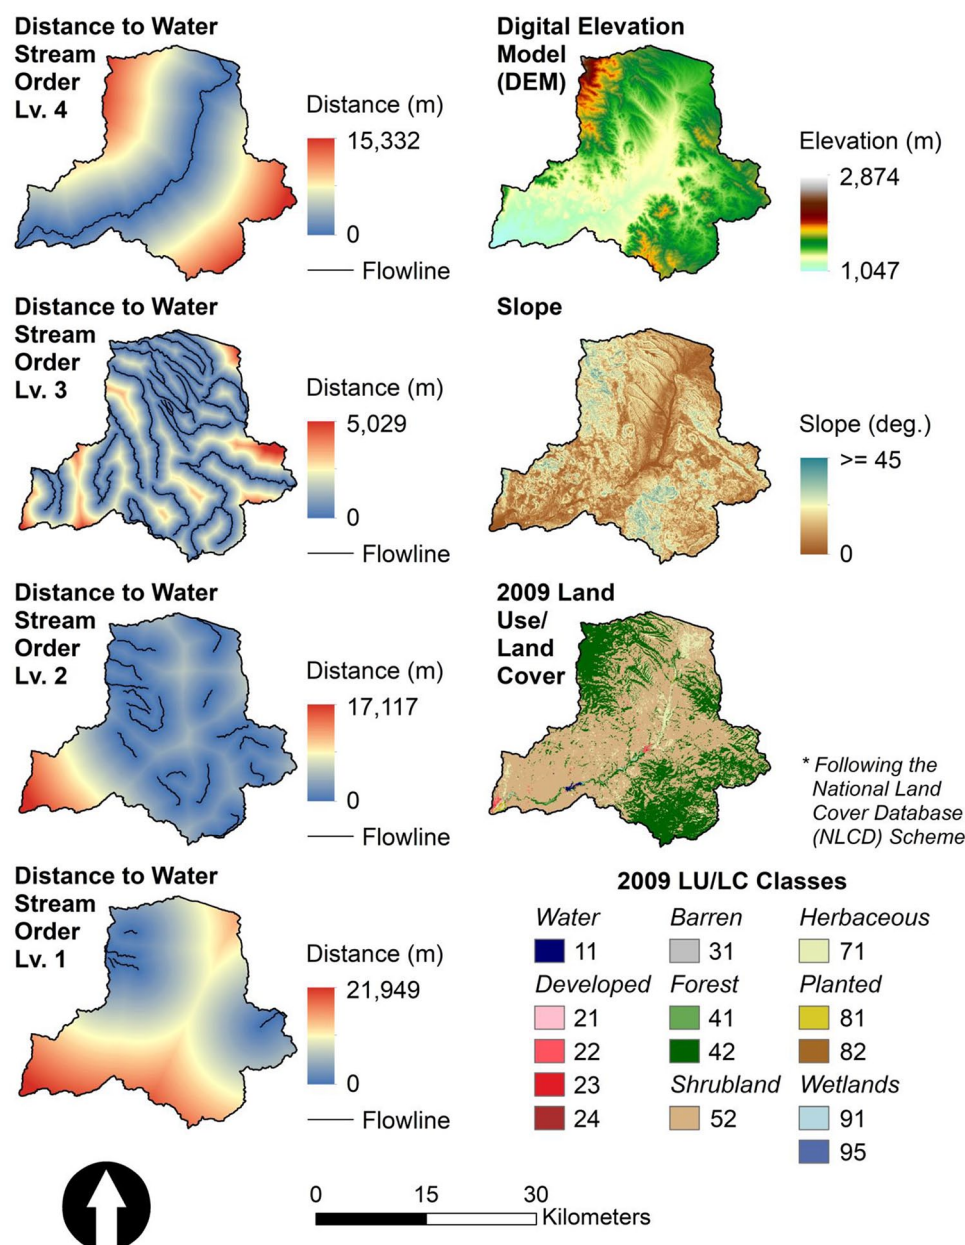 Distance to Water
Stream
Order
Lv. 4
Distance (m)
15,332
0
Flowline
Digital Elevation
Model
(DEM)
Elevation (m)
2,874
1,047
Distance to Water
Stream
Order
Lv. 3
Distance (m)
5,029
0
Flowline
Slope
Slope (deg.)
>= 45
0
Distance to Water
Stream
Order
Lv. 2
Distance (m)
17,117
0
Flowline
2009 Land
Use/
Land
Cover
* Following the
National Land
Cover Database
(NLCD) Scheme
Distance to Water
Stream
Order
Lv. 1
Distance (m)
21,949
0
Flowline
2009 LU/LC Classes
Water
11
Developed
21
22
23
24
Barren
31
Forest
41
42
Shrubland
52
Herbaceous
71
Planted
81
82
Wetlands
91
95
0 15 30
Kilometers